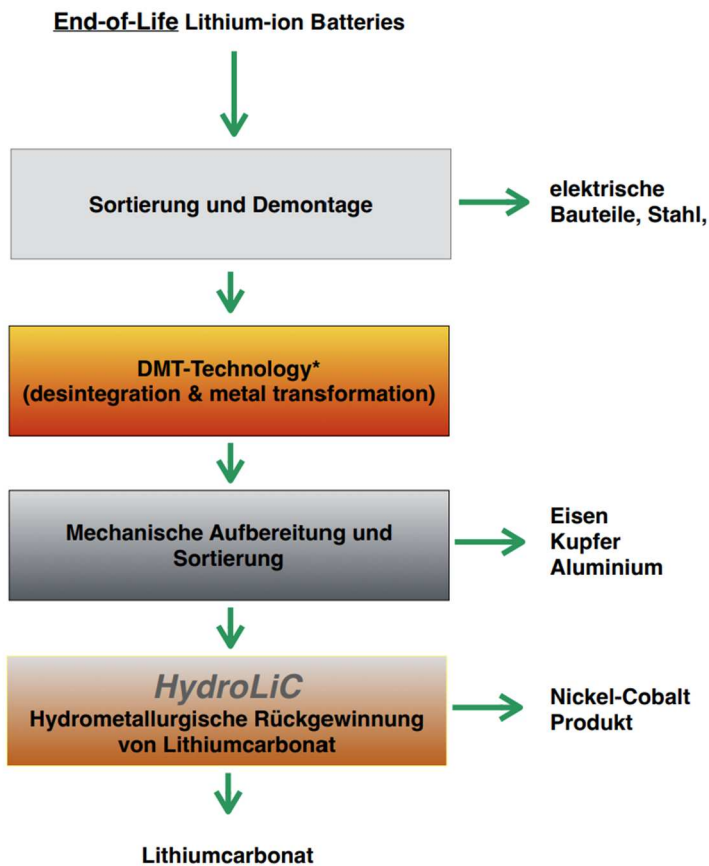 End-of-Life Lithium-ion Batteries
Sortierung und Demontage
elektrische
Bauteile, Stahl,
DMT-Technology*
(desintegration & metal transformation)
Mechanische Aufbereitung und
Sortierung
Eisen
Kupfer
Aluminium
HydroLiC
Hydrometallurgische Rückgewinnung
von Lithiumcarbonat
Nickel-Cobalt
Produkt
Lithiumcarbonat